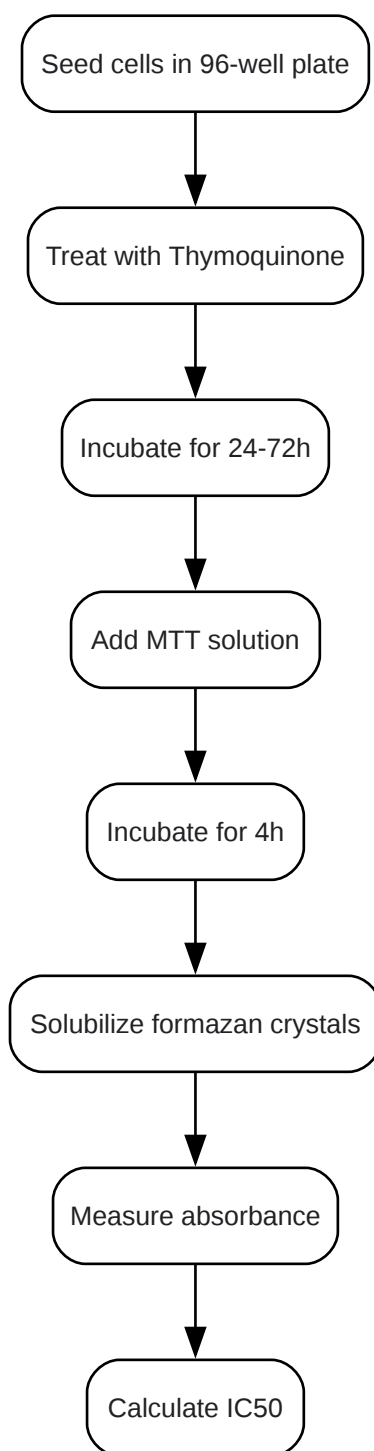 Seed cells in 96-well plate
Treat with Thymoquinone
Incubate for 24-72h
Add MTT solution
Incubate for 4h
Solubilize formazan crystals
Measure absorbance
Calculate IC50